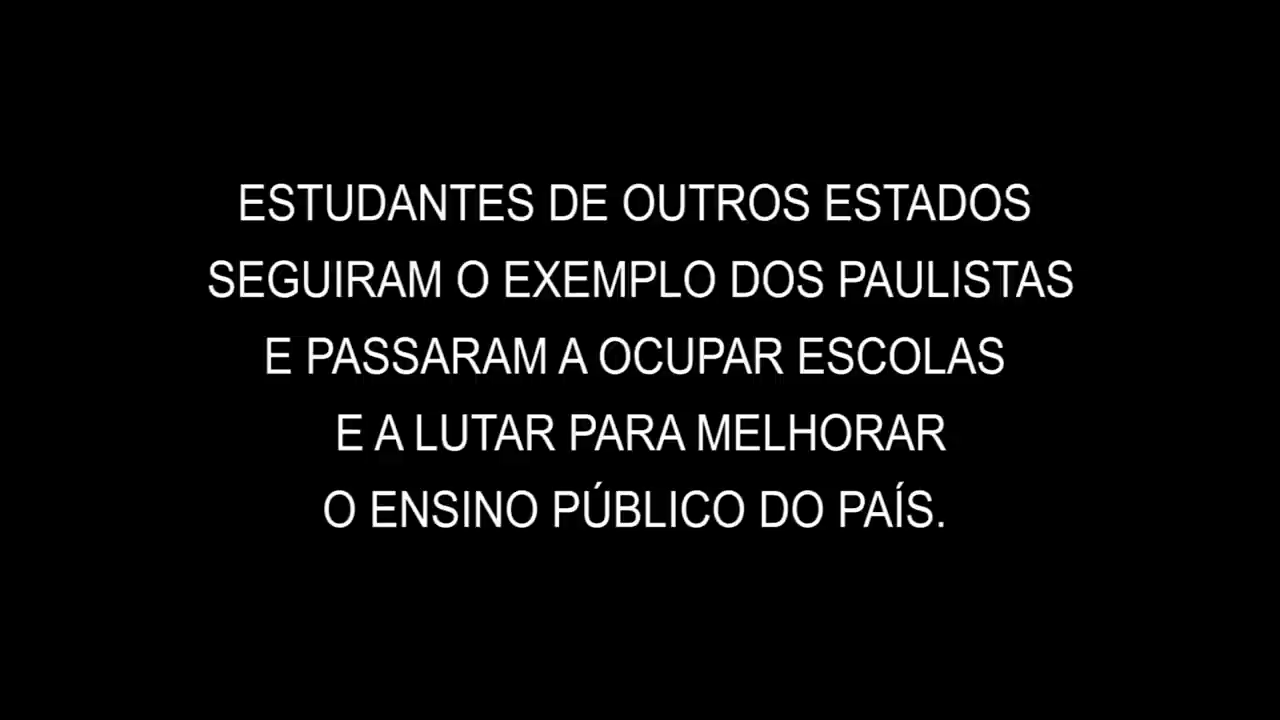 ESTUDANTES DE OUTROS ESTADOS
SEGUIRAM O EXEMPLO DOS PAULISTAS
E PASSARAM A OCUPAR ESCOLAS
E A LUTAR PARA MELHORAR
O ENSINO PÚBLICO DO PAÍS.